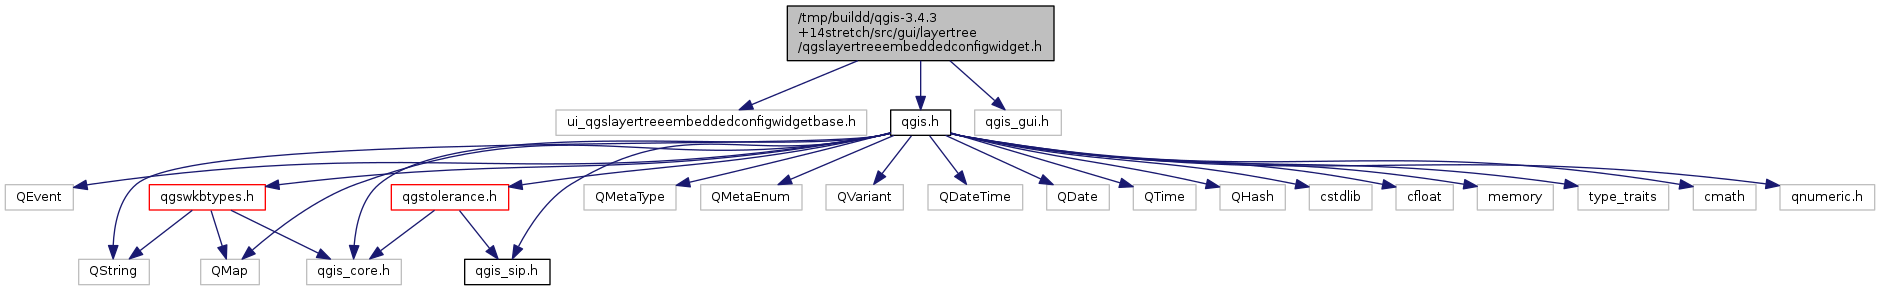 /tmp/buildd/qgis-3.4.3
+14stretch/src/gui/layertree
/qgslayertreeembeddedconfigwidget.h
ui_qgslayertreeembeddedconfigwidgetbase.h
qgis.h
qgis_gui.h
QEvent
qgswkbtypes.h
qgstolerance.h
QMetaType
QMetaEnum
QVariant
QDateTime
QDate
QTime
QHash
cstdlib
cfloat
memory
type_traits
cmath
qnumeric.h
QString
QMap
qgis_core.h
qgis_sip.h